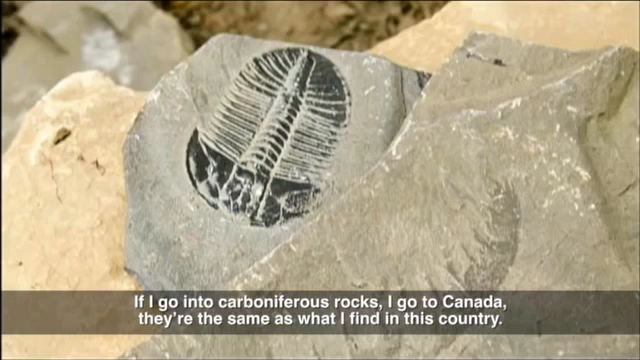 If I go into carboniferous rocks, I go to Canada,
they're the same as what I find in this country.